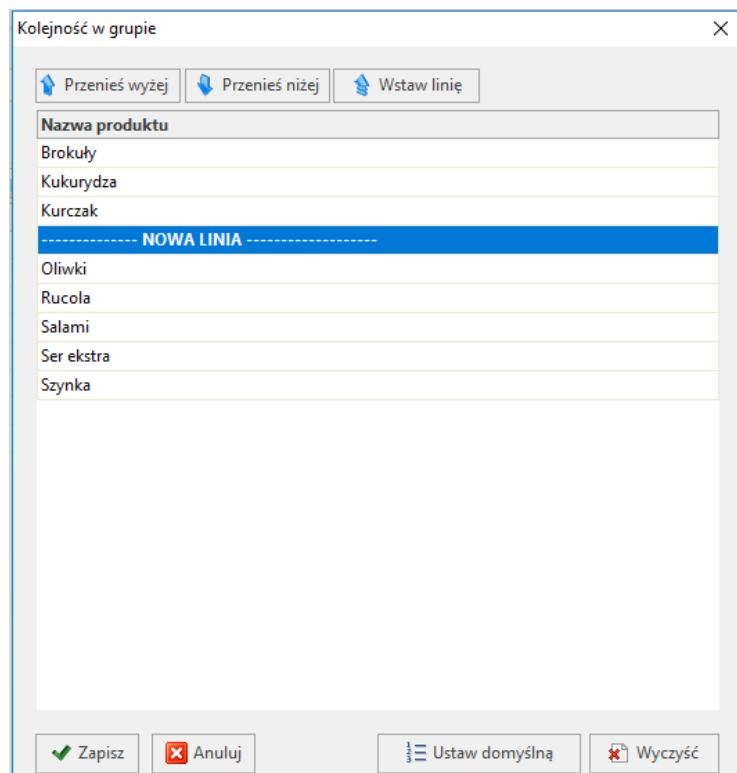 Kolejność w grupie
Przenieś wyżej Przenieś niżej Wstaw linię
Nazwa produktu
Brokuły
Kukurydza
Kurczak
-------------- NOWA LINIA -------------------
Oliwki
Rucola
Salami
Ser ekstra
Szynka
Zapisz Anuluj Ustaw domyślną Wyczyść